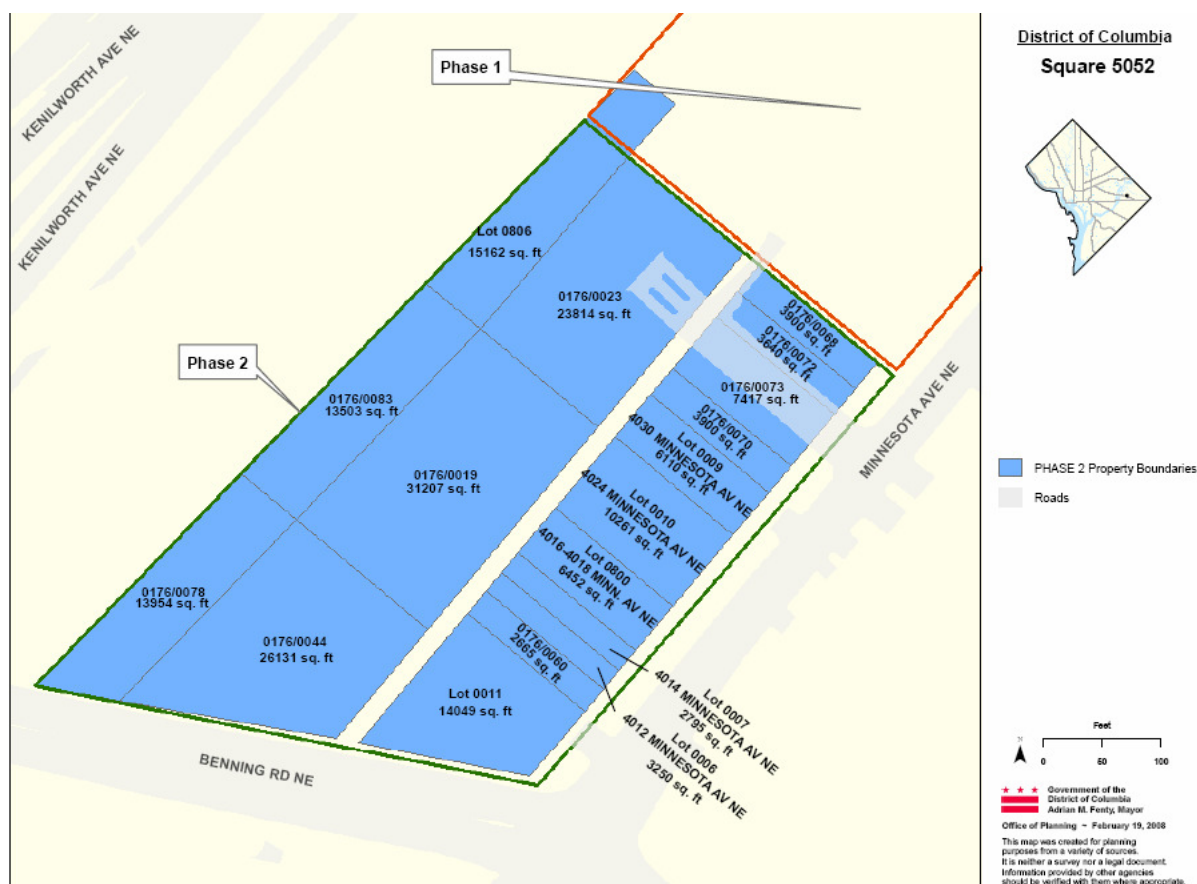 KENILWORTH AVE NE
KENILWORTH AVE NE
Phase 1
Lot 0806
15162 sq. ft
0176/0023
23814 sq. ft
0176/0068
3900 sq. ft
0176/0072
3640 sq. ft
0176/0073
7417 sq. ft
0176/0070
3900 sq. ft
Lot 0009
4030 MINNESOTA AV NE
6110 sq. ft
Lot 0010
4024 MINNESOTA AV NE
10261 sq. ft
Lot 0800
4016-4018 MINN. AV NE
6452 sq. ft
Phase 2
0176/0083
13503 sq. ft
0176/0019
31207 sq. ft
0176/0078
13954 sq. ft
0176/0044
26131 sq. ft
0176/0060
2665 sq. ft
Lot 0011
14049 sq. ft
Lot 0007
4014 MINNESOTA AV NE
2795 sq. ft
Lot 0006
4012 MINNESOTA AV NE
3250 sq. ft
MINNESOTA AVE NE
BENNING RD NE
District of Columbia
Square 5052
PHASE 2 Property Boundaries
Roads
Feet
N
0 50 100
Government of the
District of Columbia
Adrian M. Fenty, Mayor
Office of Planning ~ February 19, 2008
This map was created for planning
purposes from a variety of sources.
It is neither a survey nor a legal document.
Information provided by other agencies
should be verified with them where appropriate.